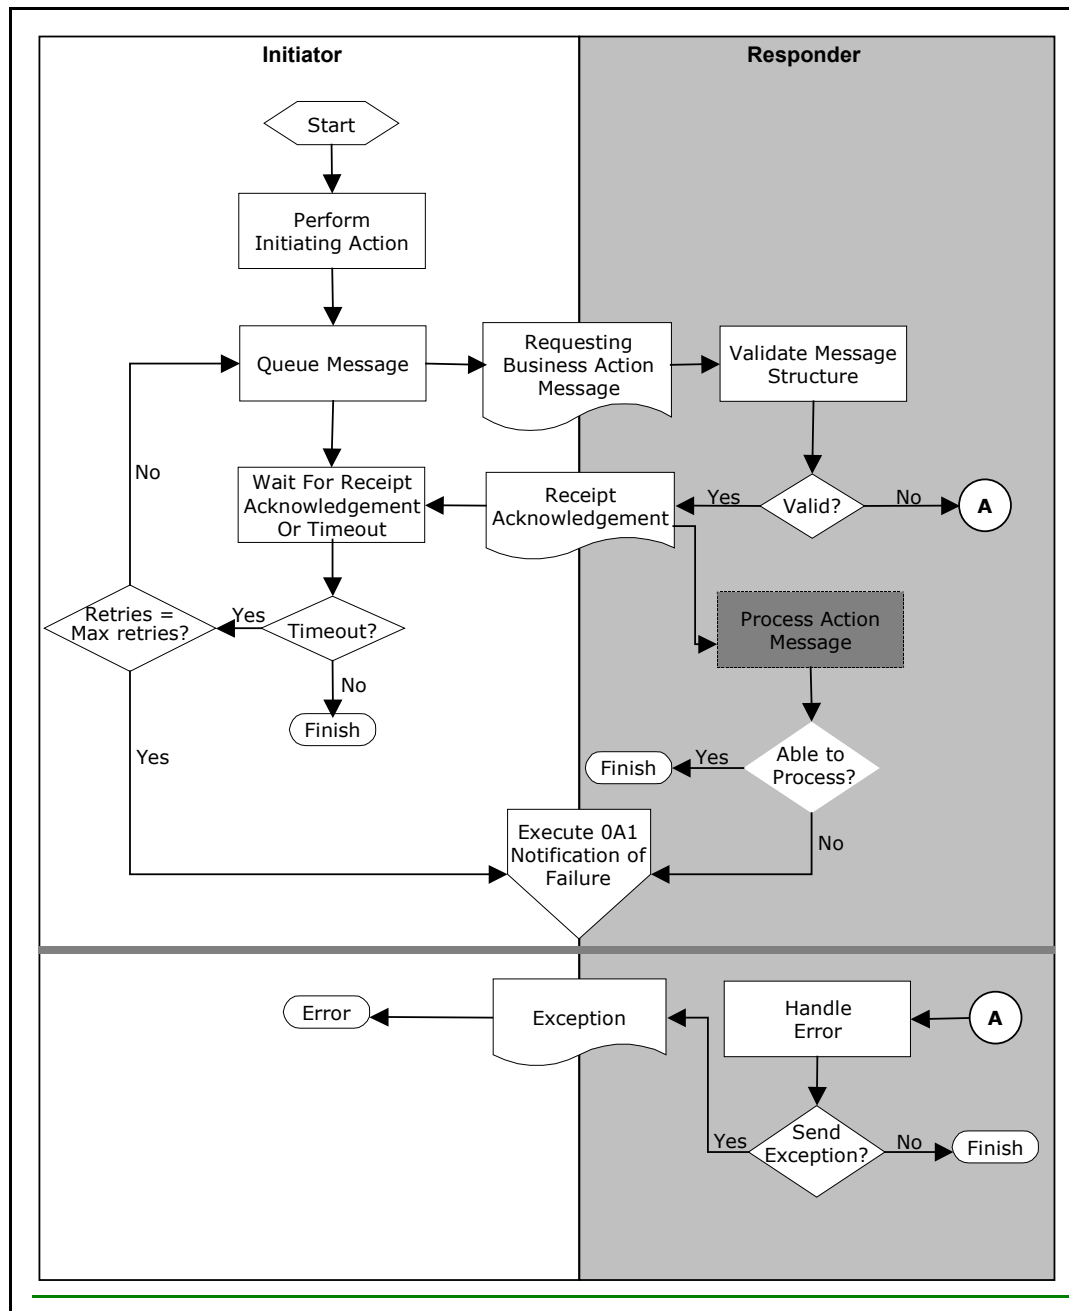 Initiator
Responder
Start
Perform
Initiating Action
Queue Message
Requesting
Business Action
Message
Validate Message
Structure
No
Wait For Receipt
Acknowledgement
Or Timeout
Receipt
Acknowledgement
Yes
Valid?
No
A
Retries =
Max retries?
Yes
Timeout?
No
Finish
Process Action
Message
Yes
Finish
Yes
Able to
Process?
No
Execute 0A1
Notification of
Failure
Error
Exception
Handle
Error
A
Yes
Send
Exception?
No
Finish